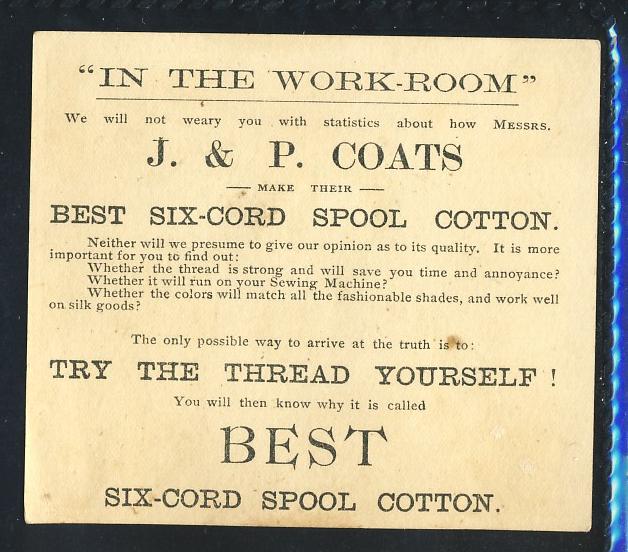 “IN THE WORK-ROOM”
We will not weary you with statistics about how MESSRS.
J. & P. COATS
— MAKE THEIR —
BEST SIX-CORD SPOOL COTTON.
Neither will we presume to give our opinion as to its quality. It is more
important for you to find out:
Whether the thread is strong and will save you time and annoyance?
Whether it will run on your Sewing Machine?
Whether the colors will match all the fashionable shades, and work well
on silk goods?
The only possible way to arrive at the truth is to:
TRY THE THREAD YOURSELF !
You will then know why it is called
BEST
SIX-CORD SPOOL COTTON.